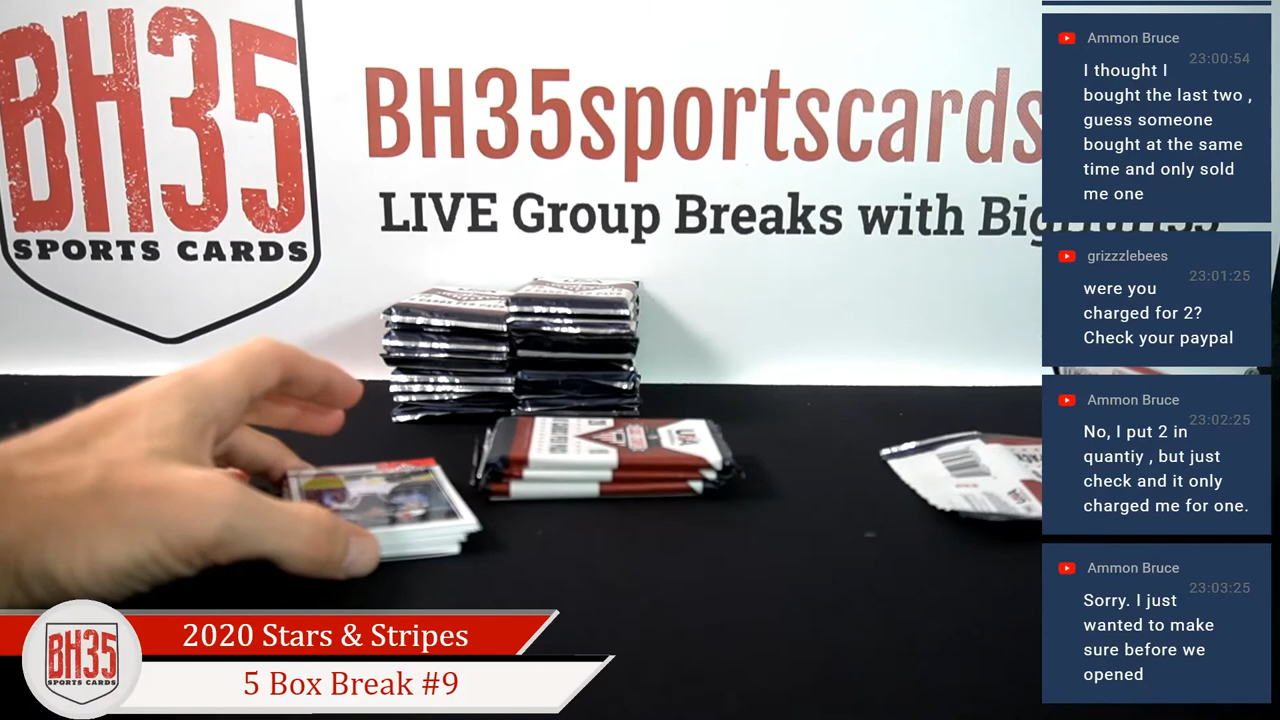 BH35
SPORTS CARDS
BH35sportscards
LIVE Group Breaks with
Ammon Bruce
23:00:54
I thought I
bought the last two ,
guess someone
bought at the same
time and only sold
me one
grizzzlebees
23:01:25
were you
charged for 2?
Check your paypal
Ammon Bruce
23:02:25
No, I put 2 in
quantiy , but just
check and it only
charged me for one.
Ammon Bruce
23:03:25
Sorry. I just
wanted to make
sure before we
opened
USA
2020 Stars & Stripes
5 Box Break #9
BH35
SPORTS CARDS